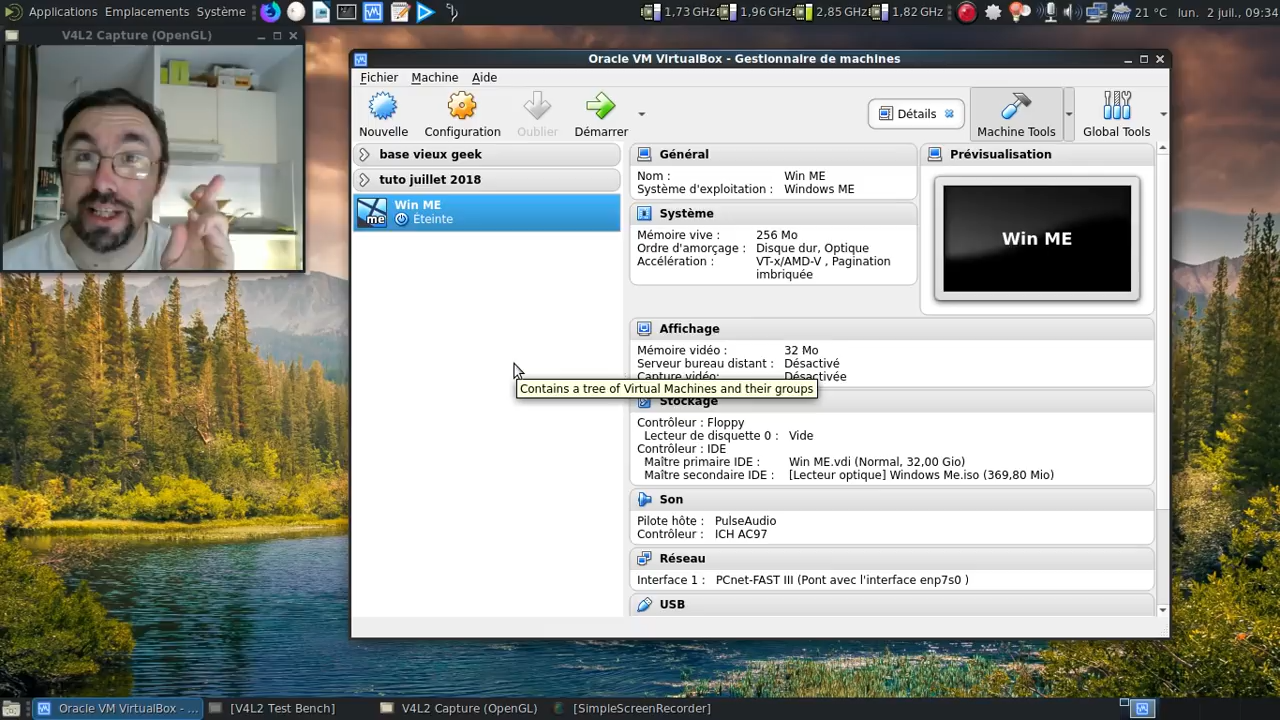 Applications Emplacements Système
1,73 GHz 1,96 GHz 2,85 GHz 1,82 GHz 21 °C lun. 2 juil., 09:34
V4L2 Capture (OpenGL)
Oracle VM VirtualBox - Gestionnaire de machines
Fichier Machine Aide
Nouvelle Configuration Oublier Démarrer
Détails Machine Tools Global Tools
base vieux geek
tuto juillet 2018
Win ME
Éteinte
me
Général
Nom : Win ME
Système d'exploitation : Windows ME
Système
Mémoire vive : 256 Mo
Ordre d'amorçage : Disque dur, Optique
Accélération : VT-x/AMD-V , Pagination
imbriquée
Prévisualisation
Win ME
Affichage
Mémoire vidéo : 32 Mo
Serveur bureau distant : Désactivé
Capture vidéo: Désactivée
Contains a tree of Virtual Machines and their groups
Stockage
Contrôleur : Floppy
Lecteur de disquette 0 : Vide
Contrôleur : IDE
Maître primaire IDE : Win ME.vdi (Normal, 32,00 Gio)
Maître secondaire IDE : [Lecteur optique] Windows Me.iso (369,80 Mio)
Son
Pilote hôte : PulseAudio
Contrôleur : ICH AC97
Réseau
Interface 1 : PCnet-FAST III (Pont avec l'interface enp7s0 )
USB
Oracle VM VirtualBox - ... [V4L2 Test Bench] V4L2 Capture (OpenGL) [SimpleScreenRecorder]